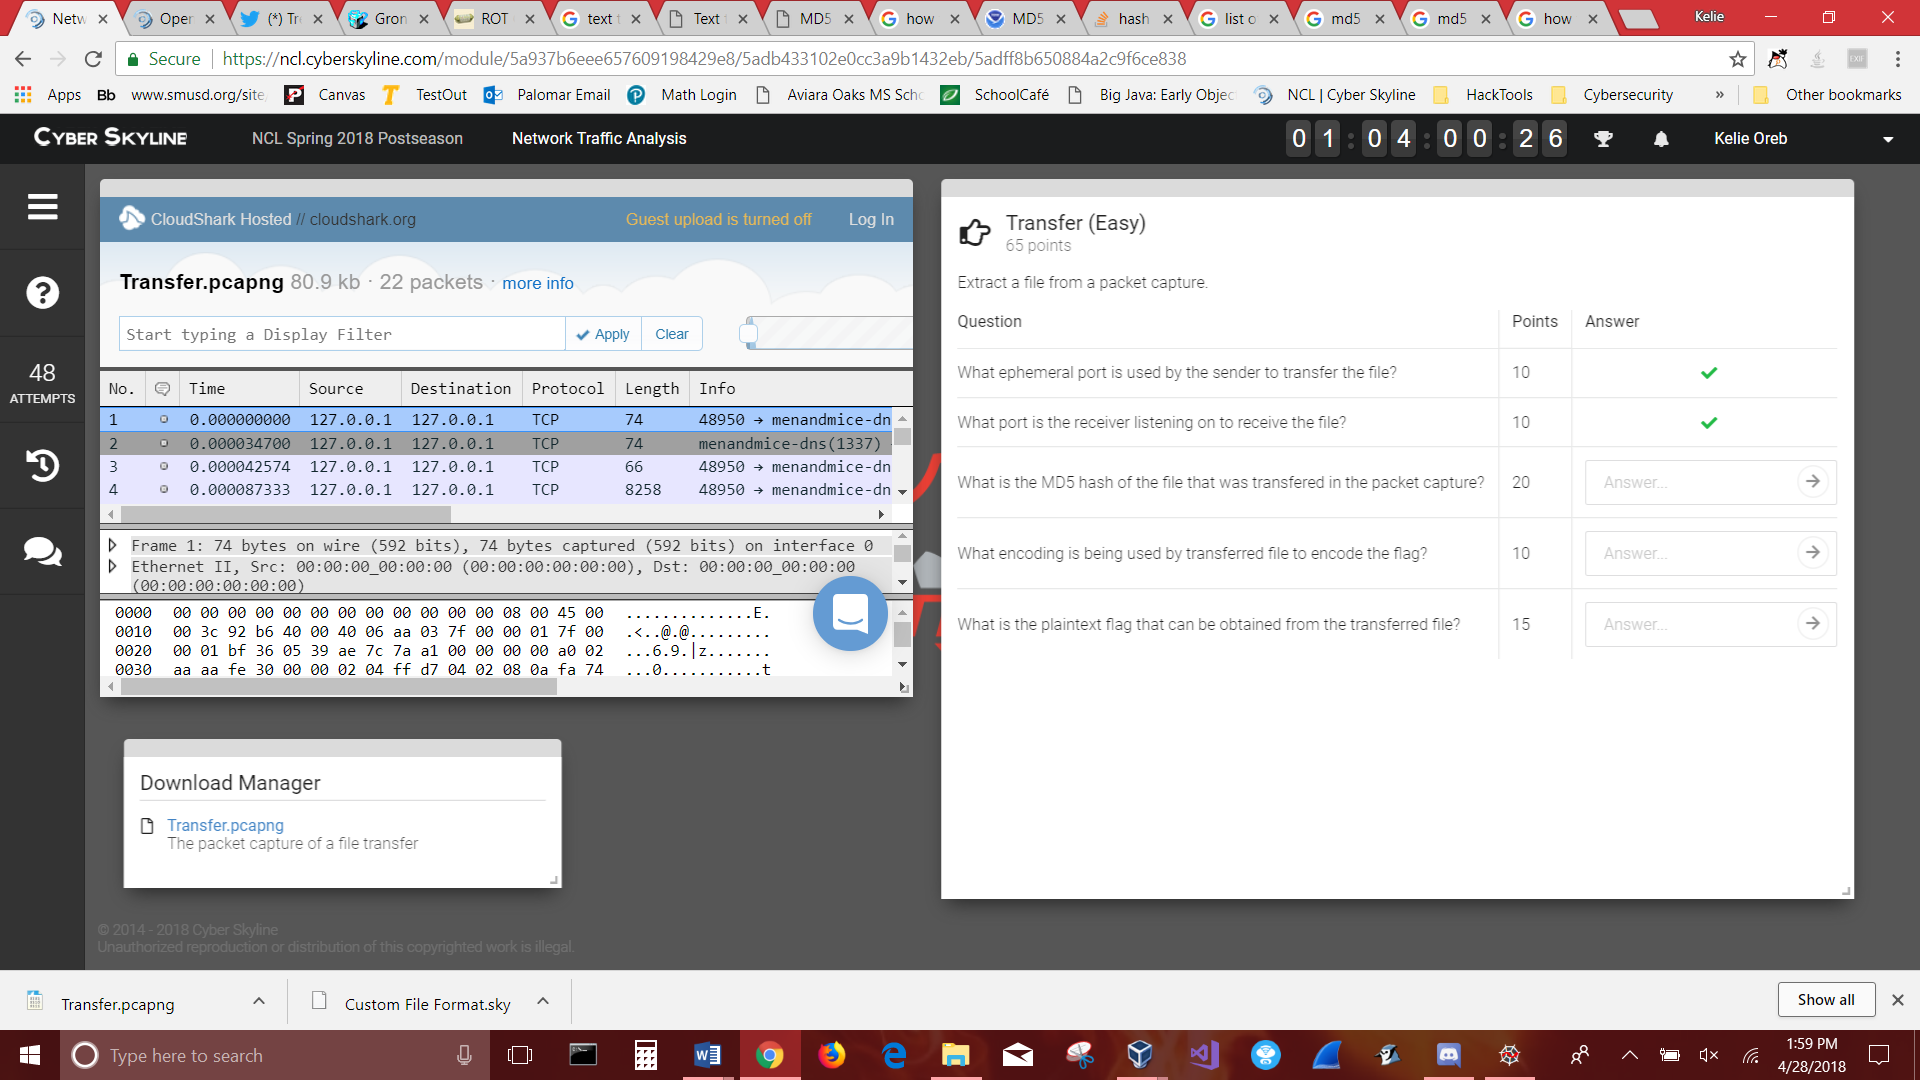 Netw
Oper
(*) Tr
Gron
ROT
text t
Text
MD5
how
MD5
hash
list o
md5
md5
how
Kelie
Secure
https://ncl.cyberskyline.com/module/5a937b6eee657609198429e8/5adb433102e0cc3a9b1432eb/5adff8b650884a2c9f6ce838
Apps
Bb
www.smusd.org/site
Canvas
TestOut
Palomar Email
Math Login
Aviara Oaks MS Scho
SchoolCafé
Big Java: Early Objec
NCL | Cyber Skyline
HackTools
Cybersecurity
»
Other bookmarks
CYBER SKYLINE
NCL Spring 2018 Postseason
Network Traffic Analysis
01:04:00:26
Kelie Oreb
48
ATTEMPTS
CloudShark Hosted // cloudshark.org
Guest upload is turned off
Log In
Transfer.pcapng 80.9 kb · 22 packets · more info
Start typing a Display Filter
Apply
Clear
No. Time Source Destination Protocol Length Info
1 0.000000000 127.0.0.1 127.0.0.1 TCP 74 48950 → menandmice-dn
2 0.000034700 127.0.0.1 127.0.0.1 TCP 74 menandmice-dns(1337)
3 0.000042574 127.0.0.1 127.0.0.1 TCP 66 48950 → menandmice-dn
4 0.000087333 127.0.0.1 127.0.0.1 TCP 8258 48950 → menandmice-dn
Frame 1: 74 bytes on wire (592 bits), 74 bytes captured (592 bits) on interface 0
Ethernet II, Src: 00:00:00_00:00:00 (00:00:00:00:00:00), Dst: 00:00:00_00:00:00
(00:00:00:00:00:00)
0000 00 00 00 00 00 00 00 00 00 00 00 00 08 00 45 00 ..............E.
0010 00 3c 92 b6 40 00 40 06 aa 03 7f 00 00 01 7f 00 .<..@.@.........
0020 00 01 bf 36 05 39 ae 7c 7a a1 00 00 00 00 a0 02 ...6.9.|z.......
0030 aa aa fe 30 00 00 02 04 ff d7 04 02 08 0a fa 74 ...0...........t
Download Manager
Transfer.pcapng
The packet capture of a file transfer
Transfer (Easy)
65 points
Extract a file from a packet capture.
Question Points Answer
What ephemeral port is used by the sender to transfer the file? 10
What port is the receiver listening on to receive the file? 10
What is the MD5 hash of the file that was transfered in the packet capture? 20 Answer...
What encoding is being used by transferred file to encode the flag? 10 Answer...
What is the plaintext flag that can be obtained from the transferred file? 15 Answer...
© 2014 - 2018 Cyber Skyline
Unauthorized reproduction or distribution of this copyrighted work is illegal.
Transfer.pcapng
Custom File Format.sky
Show all
Type here to search
1:59 PM
4/28/2018